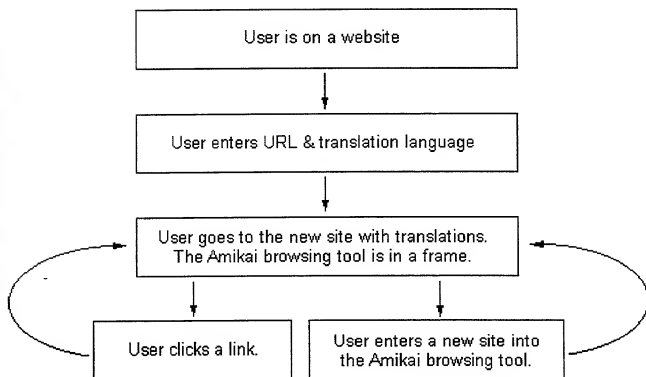 User is on a website
User enters URL & translation language
User goes to the new site with translations.
The Amikai browsing tool is in a frame.
User clicks a link.
User enters a new site into
the Amikai browsing tool.